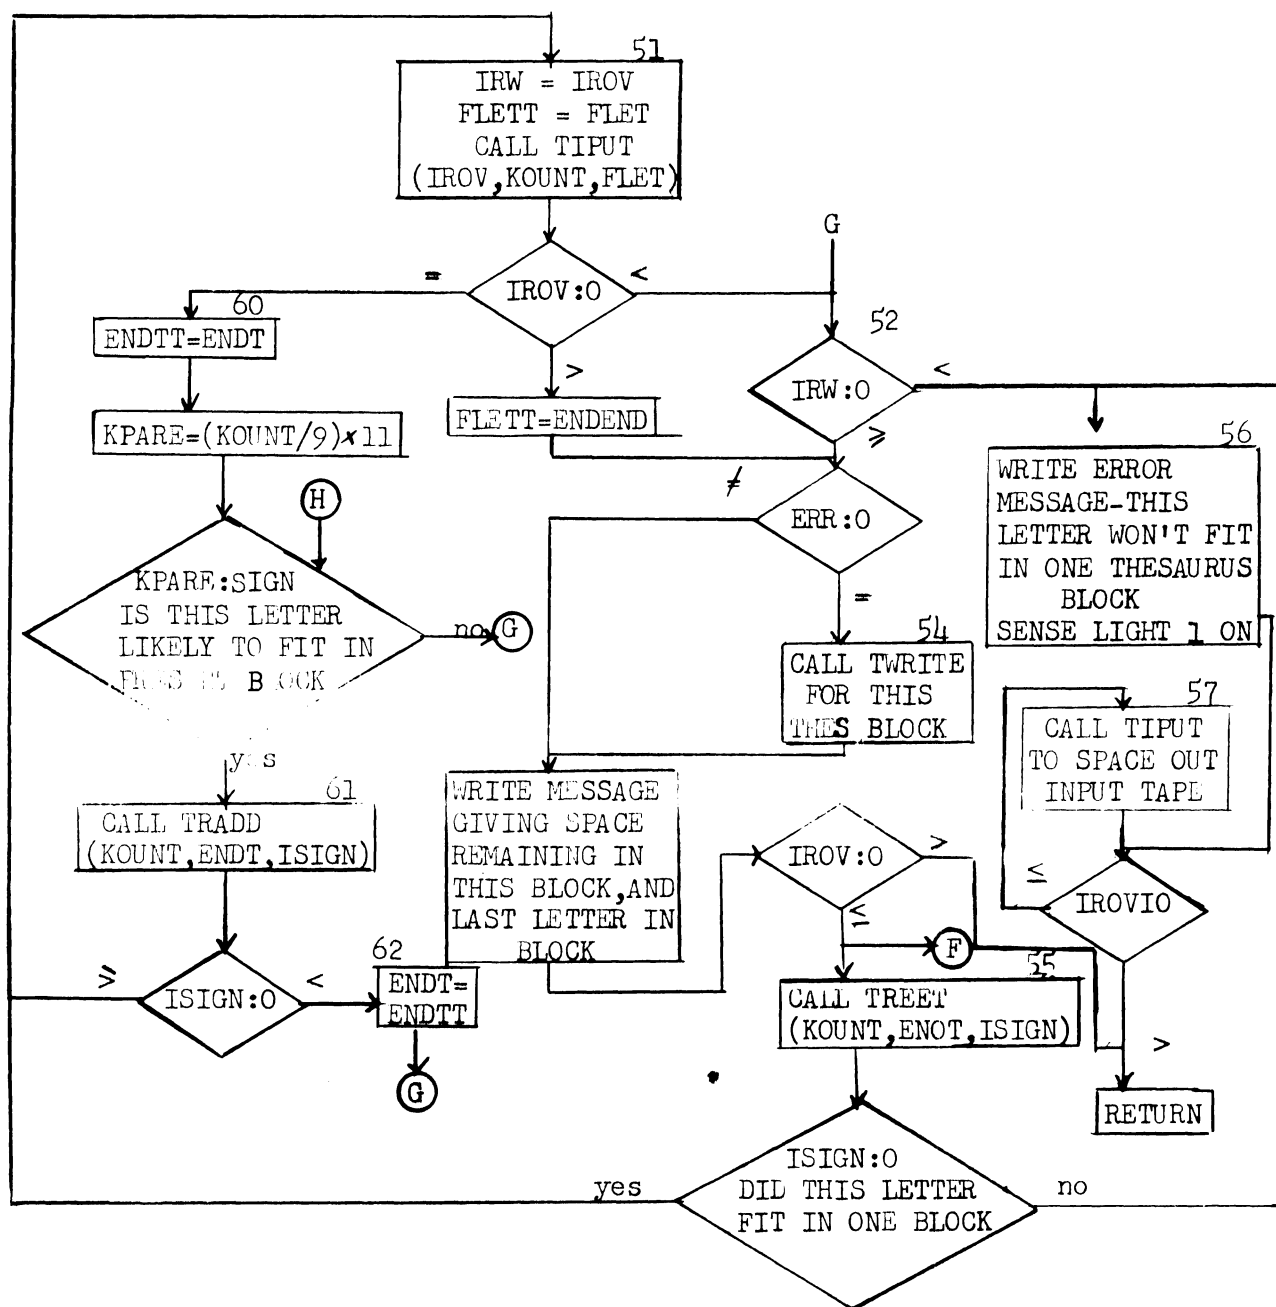 51
IRW = IROV
FLETT = FLET
CALL TIPUT
(IROV,KOUNT,FLET)
G
=
IROV:0
<
60
ENDTT=ENDT
52
>
IRW:0
<
KPARE=(KOUNT/9)×11
FLETT=ENDEND
≥
56
WRITE ERROR
MESSAGE-THIS
LETTER WON'T FIT
IN ONE THESAURUS
BLOCK
SENSE LIGHT 1 ON
H
≠
ERR:0
=
KPARE:SIGN
IS THIS LETTER
LIKELY TO FIT IN
BLOCK
no
G
54
CALL TWRITE
FOR THIS
THES BLOCK
57
CALL TIPUT
TO SPACE OUT
INPUT TAPE
yes
61
CALL TRADD
(KOUNT,ENDT,ISIGN)
WRITE MESSAGE
GIVING SPACE
REMAINING IN
THIS BLOCK,AND
LAST LETTER IN
BLOCK
IROV:0
>
≤
≤
IROVIO
F
62
ENDT=
ENDTT
≥
ISIGN:0
<
55
CALL TREET
(KOUNT,ENOT,ISIGN)
>
G
RETURN
ISIGN:0
DIL THIS LETTER
FIT IN ONE BLOCK
yes
no